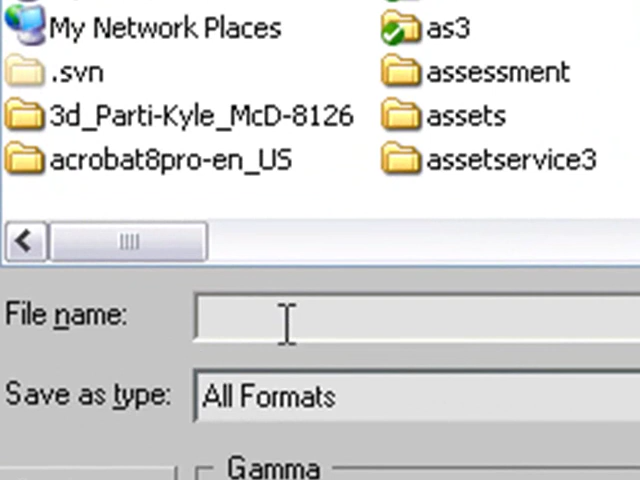 My Network Places
.svn
3d_Parti-Kyle_McD-8126
acrobat8pro-en_US
as3
assessment
assets
assetservice3
File name:
Save as type: All Formats
Gamma